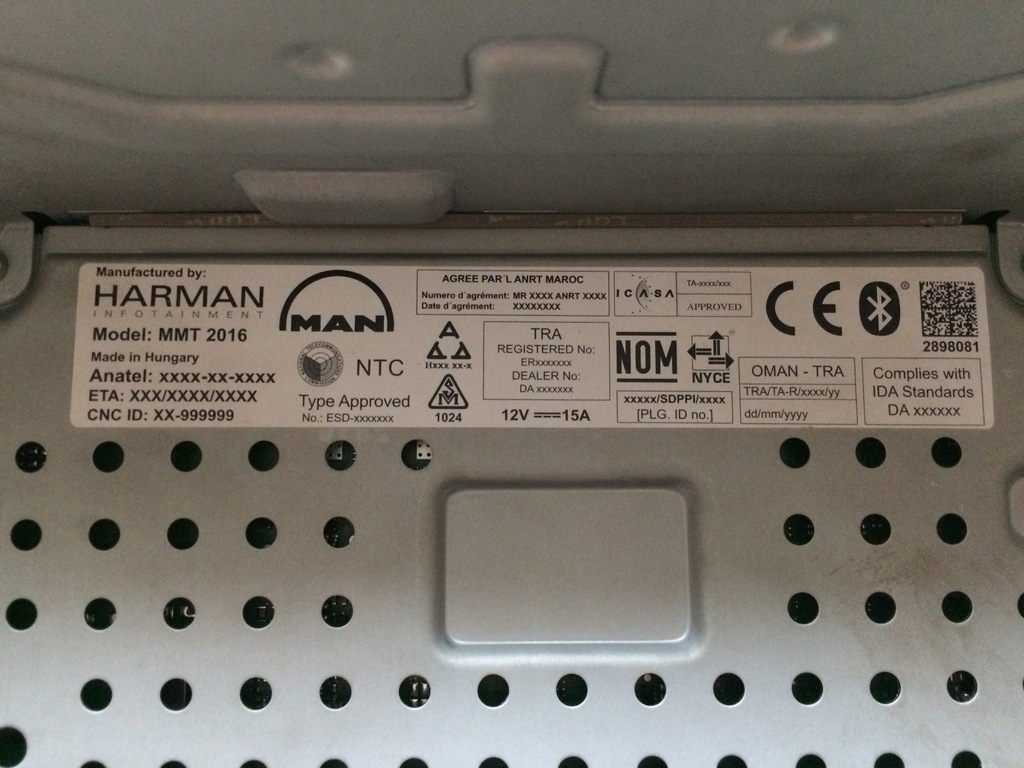 Manufactured by:
HARMAN
INFOTAINMENT
Model: MMT 2016
Made in Hungary
Anatel: xxxx-xx-xxxx
ETA: XXX/XXXX/XXXX
CNC ID: XX-999999
MAN
NTC
Type Approved
No.: ESD-xxxxxxx
AGREE PAR´L ANRT MAROC
Numero d´agrément: MR XXXX ANRT XXXX
Date d´agrément: XXXXXXXX
A
HXXX XX-X
1024
TRA
REGISTERED No:
ERxxxxxxx
DEALER No:
DA xxxxxxx
12V 15A
ICASA
TA-xxxx/xxx
APPROVED
NOM
NYCE
xxxxx/SDPPI/xxxx
[PLG. ID no.]
CE
®
2898081
OMAN - TRA
TRA/TA-R/xxxx/yy
dd/mm/yyyy
Complies with
IDA Standards
DA xxxxxx